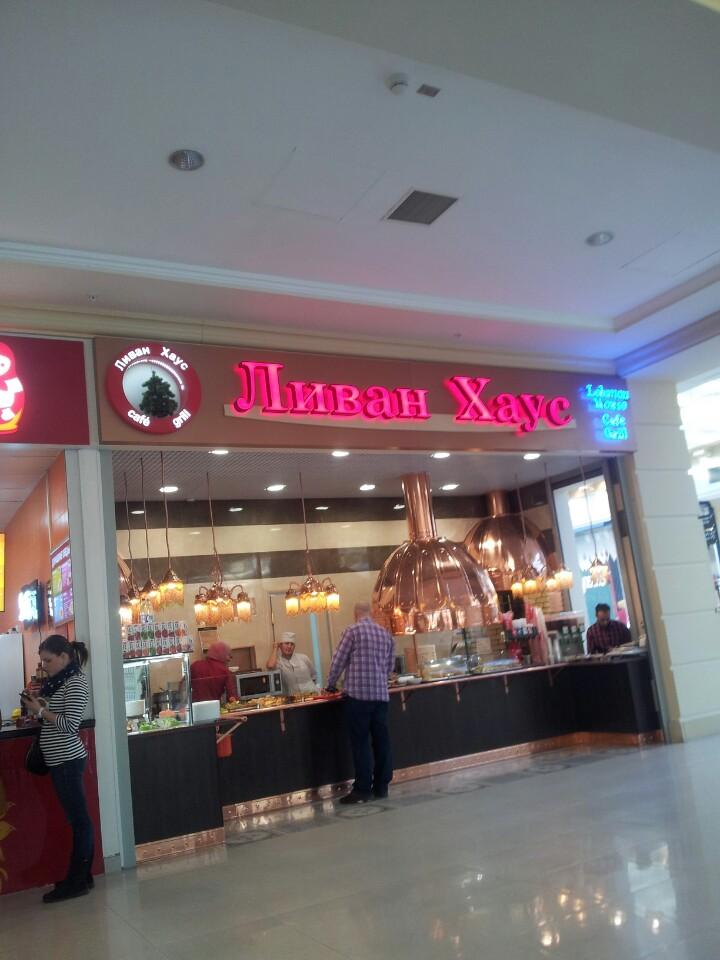 Ливан Хаус
café grill
Ливан Хаус
Lebanon
House
Cafe
Grill